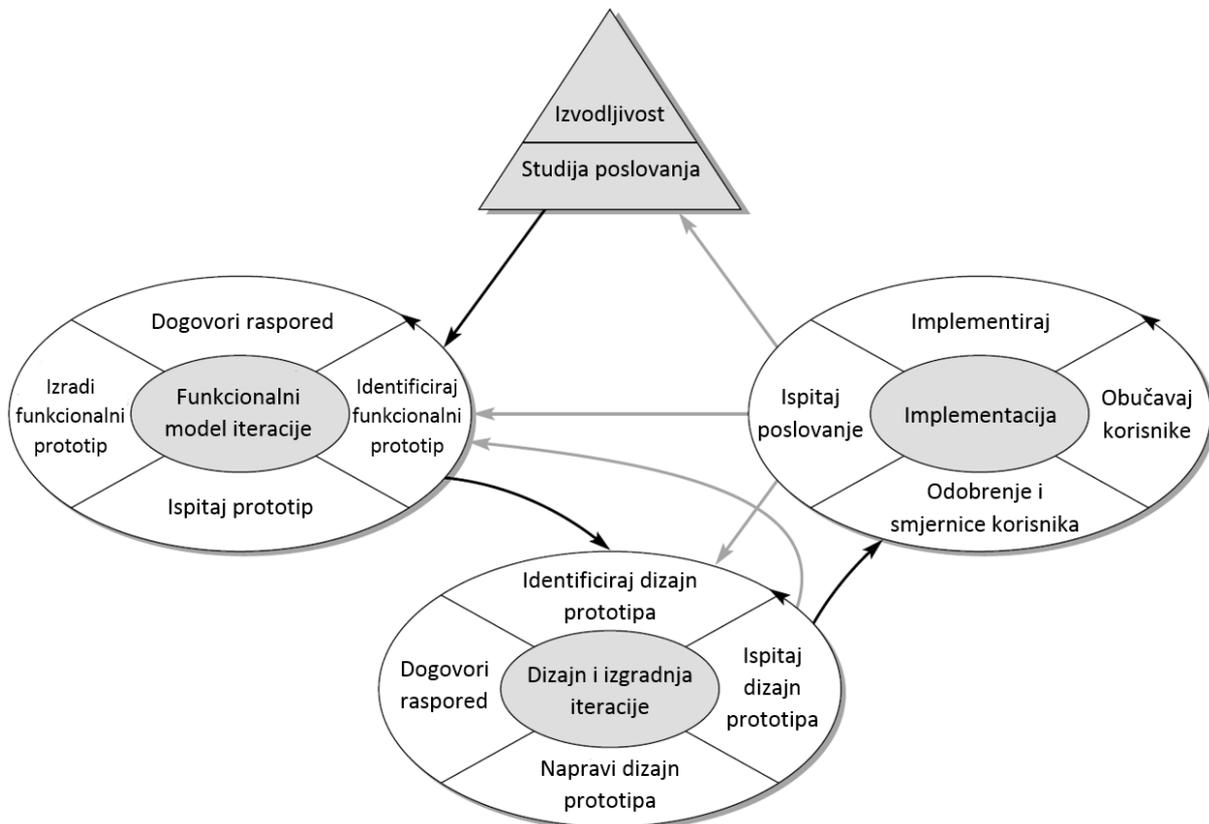 Izvodljivost
Studija poslovanja
Dogovori raspored
Izradi
funkcionalni
prototip
Funkcionalni
model iteracije
Identificiraj
funkcionalni
prototip
Ispitaj prototip
Implementiraj
Ispitaj
poslovanje
Implementacija
Obučavaj
korisnike
Odobrenje i
smjernice korisnika
Identificiraj dizajn
prototipa
Dogovori
raspored
Dizajn i izgradnja
iteracije
Ispitaj
dizajn
prototipa
Napravi dizajn
prototipa